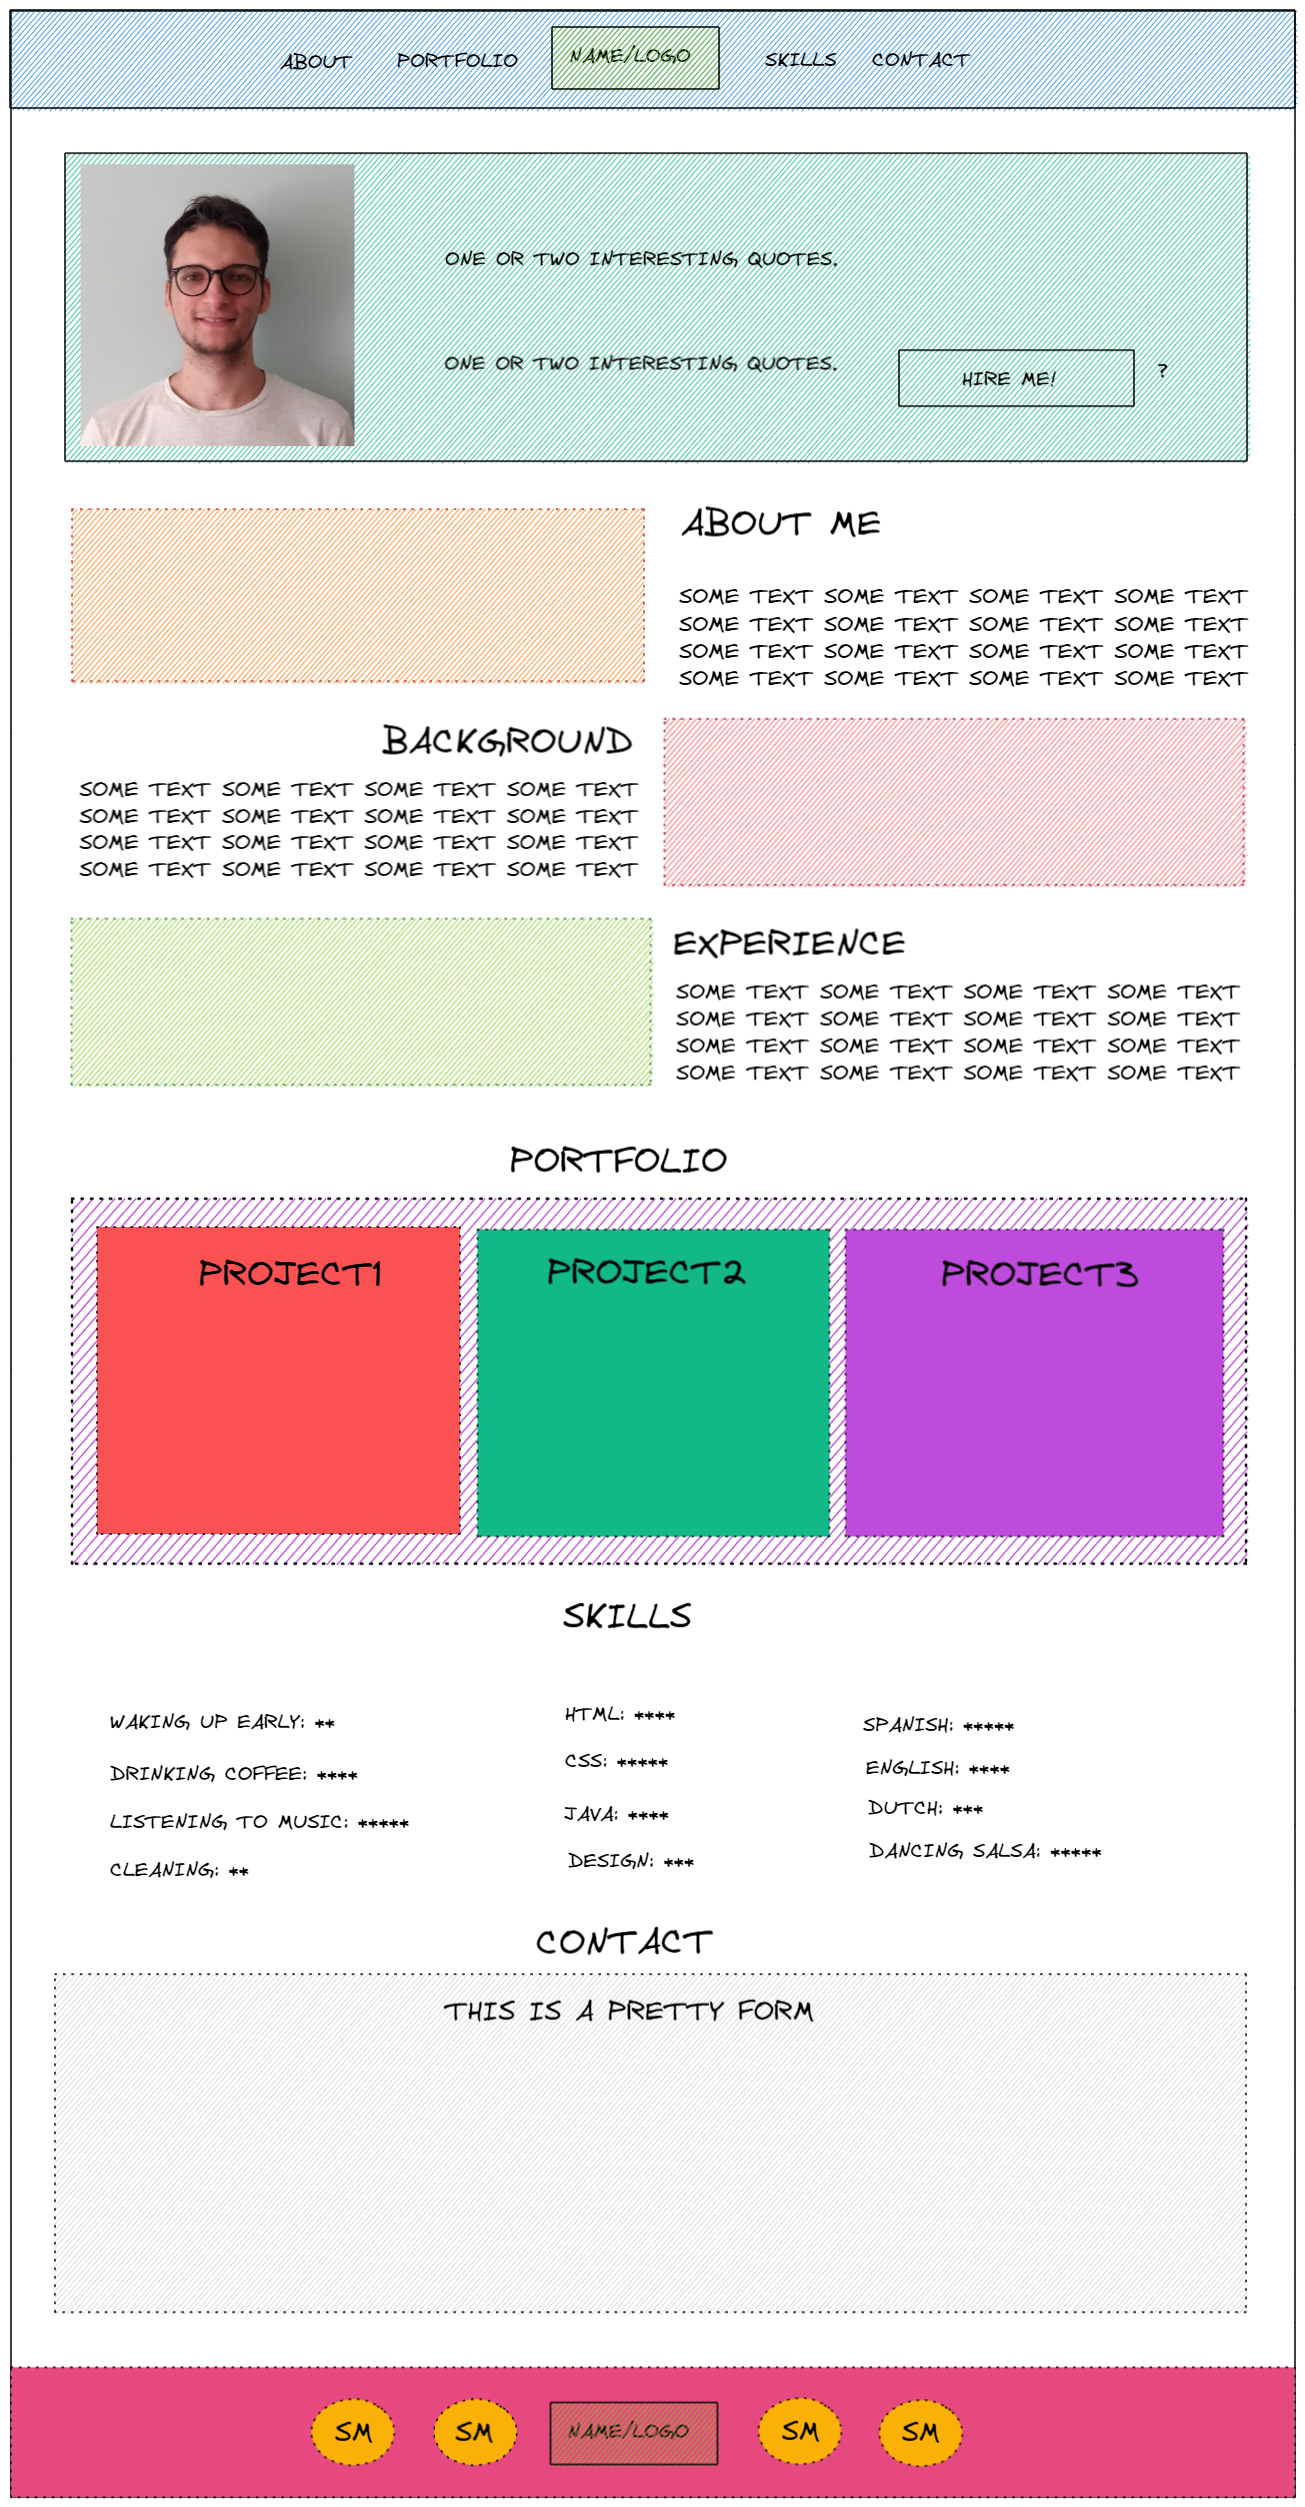 ABOUT PORTFOLIO NAME/LOGO SKILLS CONTACT
ONE OR TWO INTERESTING QUOTES.
ONE OR TWO INTERESTING QUOTES.
HIRE ME! ?
ABOUT ME
SOME TEXT SOME TEXT SOME TEXT SOME TEXT
SOME TEXT SOME TEXT SOME TEXT SOME TEXT
SOME TEXT SOME TEXT SOME TEXT SOME TEXT
SOME TEXT SOME TEXT SOME TEXT SOME TEXT
BACKGROUND
SOME TEXT SOME TEXT SOME TEXT SOME TEXT
SOME TEXT SOME TEXT SOME TEXT SOME TEXT
SOME TEXT SOME TEXT SOME TEXT SOME TEXT
SOME TEXT SOME TEXT SOME TEXT SOME TEXT
EXPERIENCE
SOME TEXT SOME TEXT SOME TEXT SOME TEXT
SOME TEXT SOME TEXT SOME TEXT SOME TEXT
SOME TEXT SOME TEXT SOME TEXT SOME TEXT
SOME TEXT SOME TEXT SOME TEXT SOME TEXT
PORTFOLIO
PROJECT1
PROJECT2
PROJECT3
SKILLS
WAKING UP EARLY: **
DRINKING COFFEE: ****
LISTENING TO MUSIC: *****
CLEANING: **
HTML: ****
CSS: *****
JAVA: ****
DESIGN: ***
SPANISH: *****
ENGLISH: ****
DUTCH: ***
DANCING SALSA: *****
CONTACT
THIS IS A PRETTY FORM
SM SM NAME/LOGO SM SM